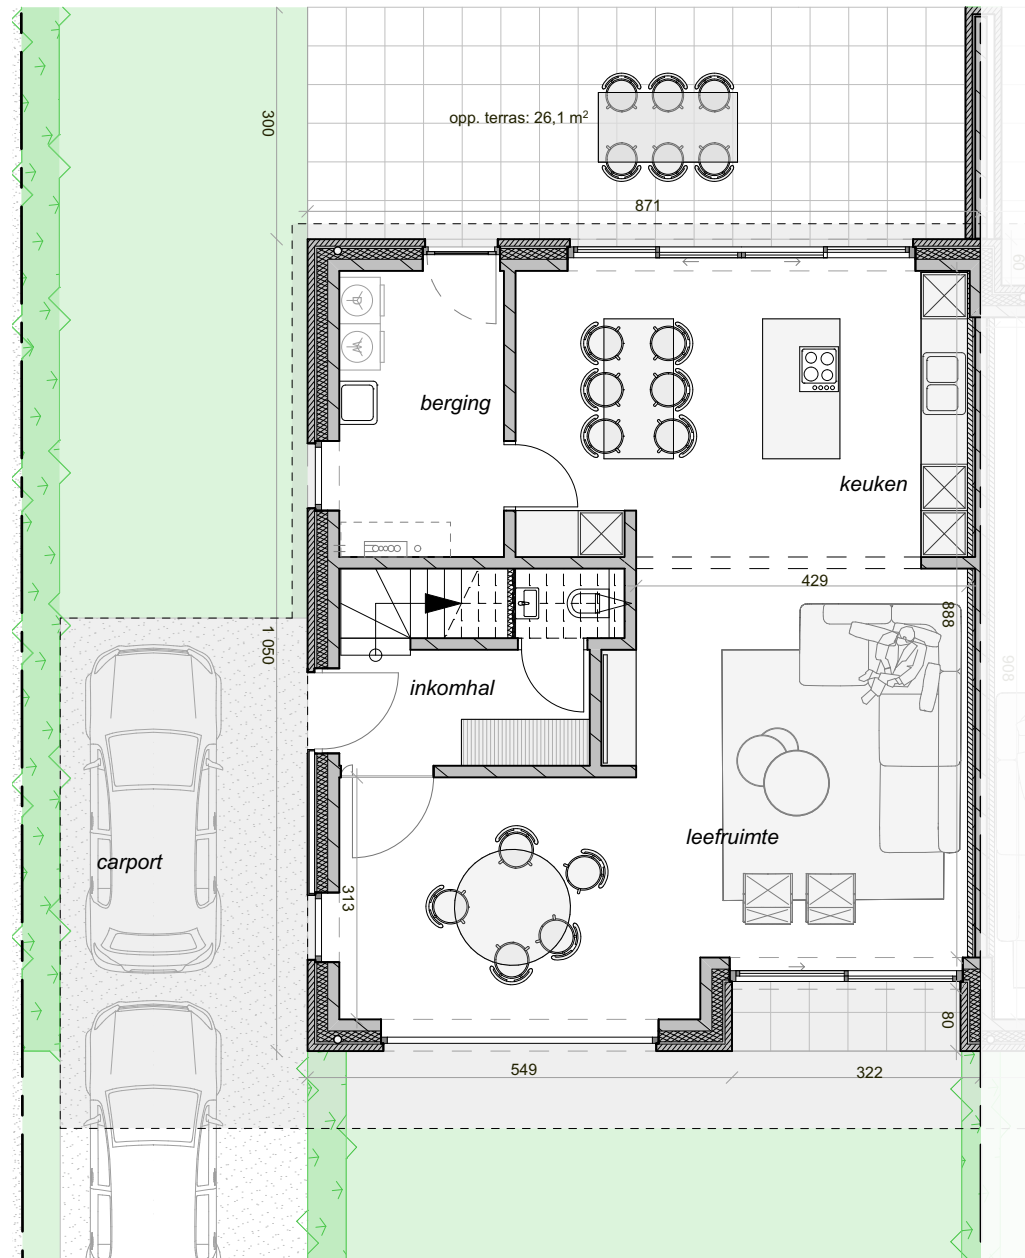 300
opp. terras: 26,1 m²
871
60
berging
keuken
429
888
1 050
inkomhal
908
leefruimte
carport
313
80
549
322